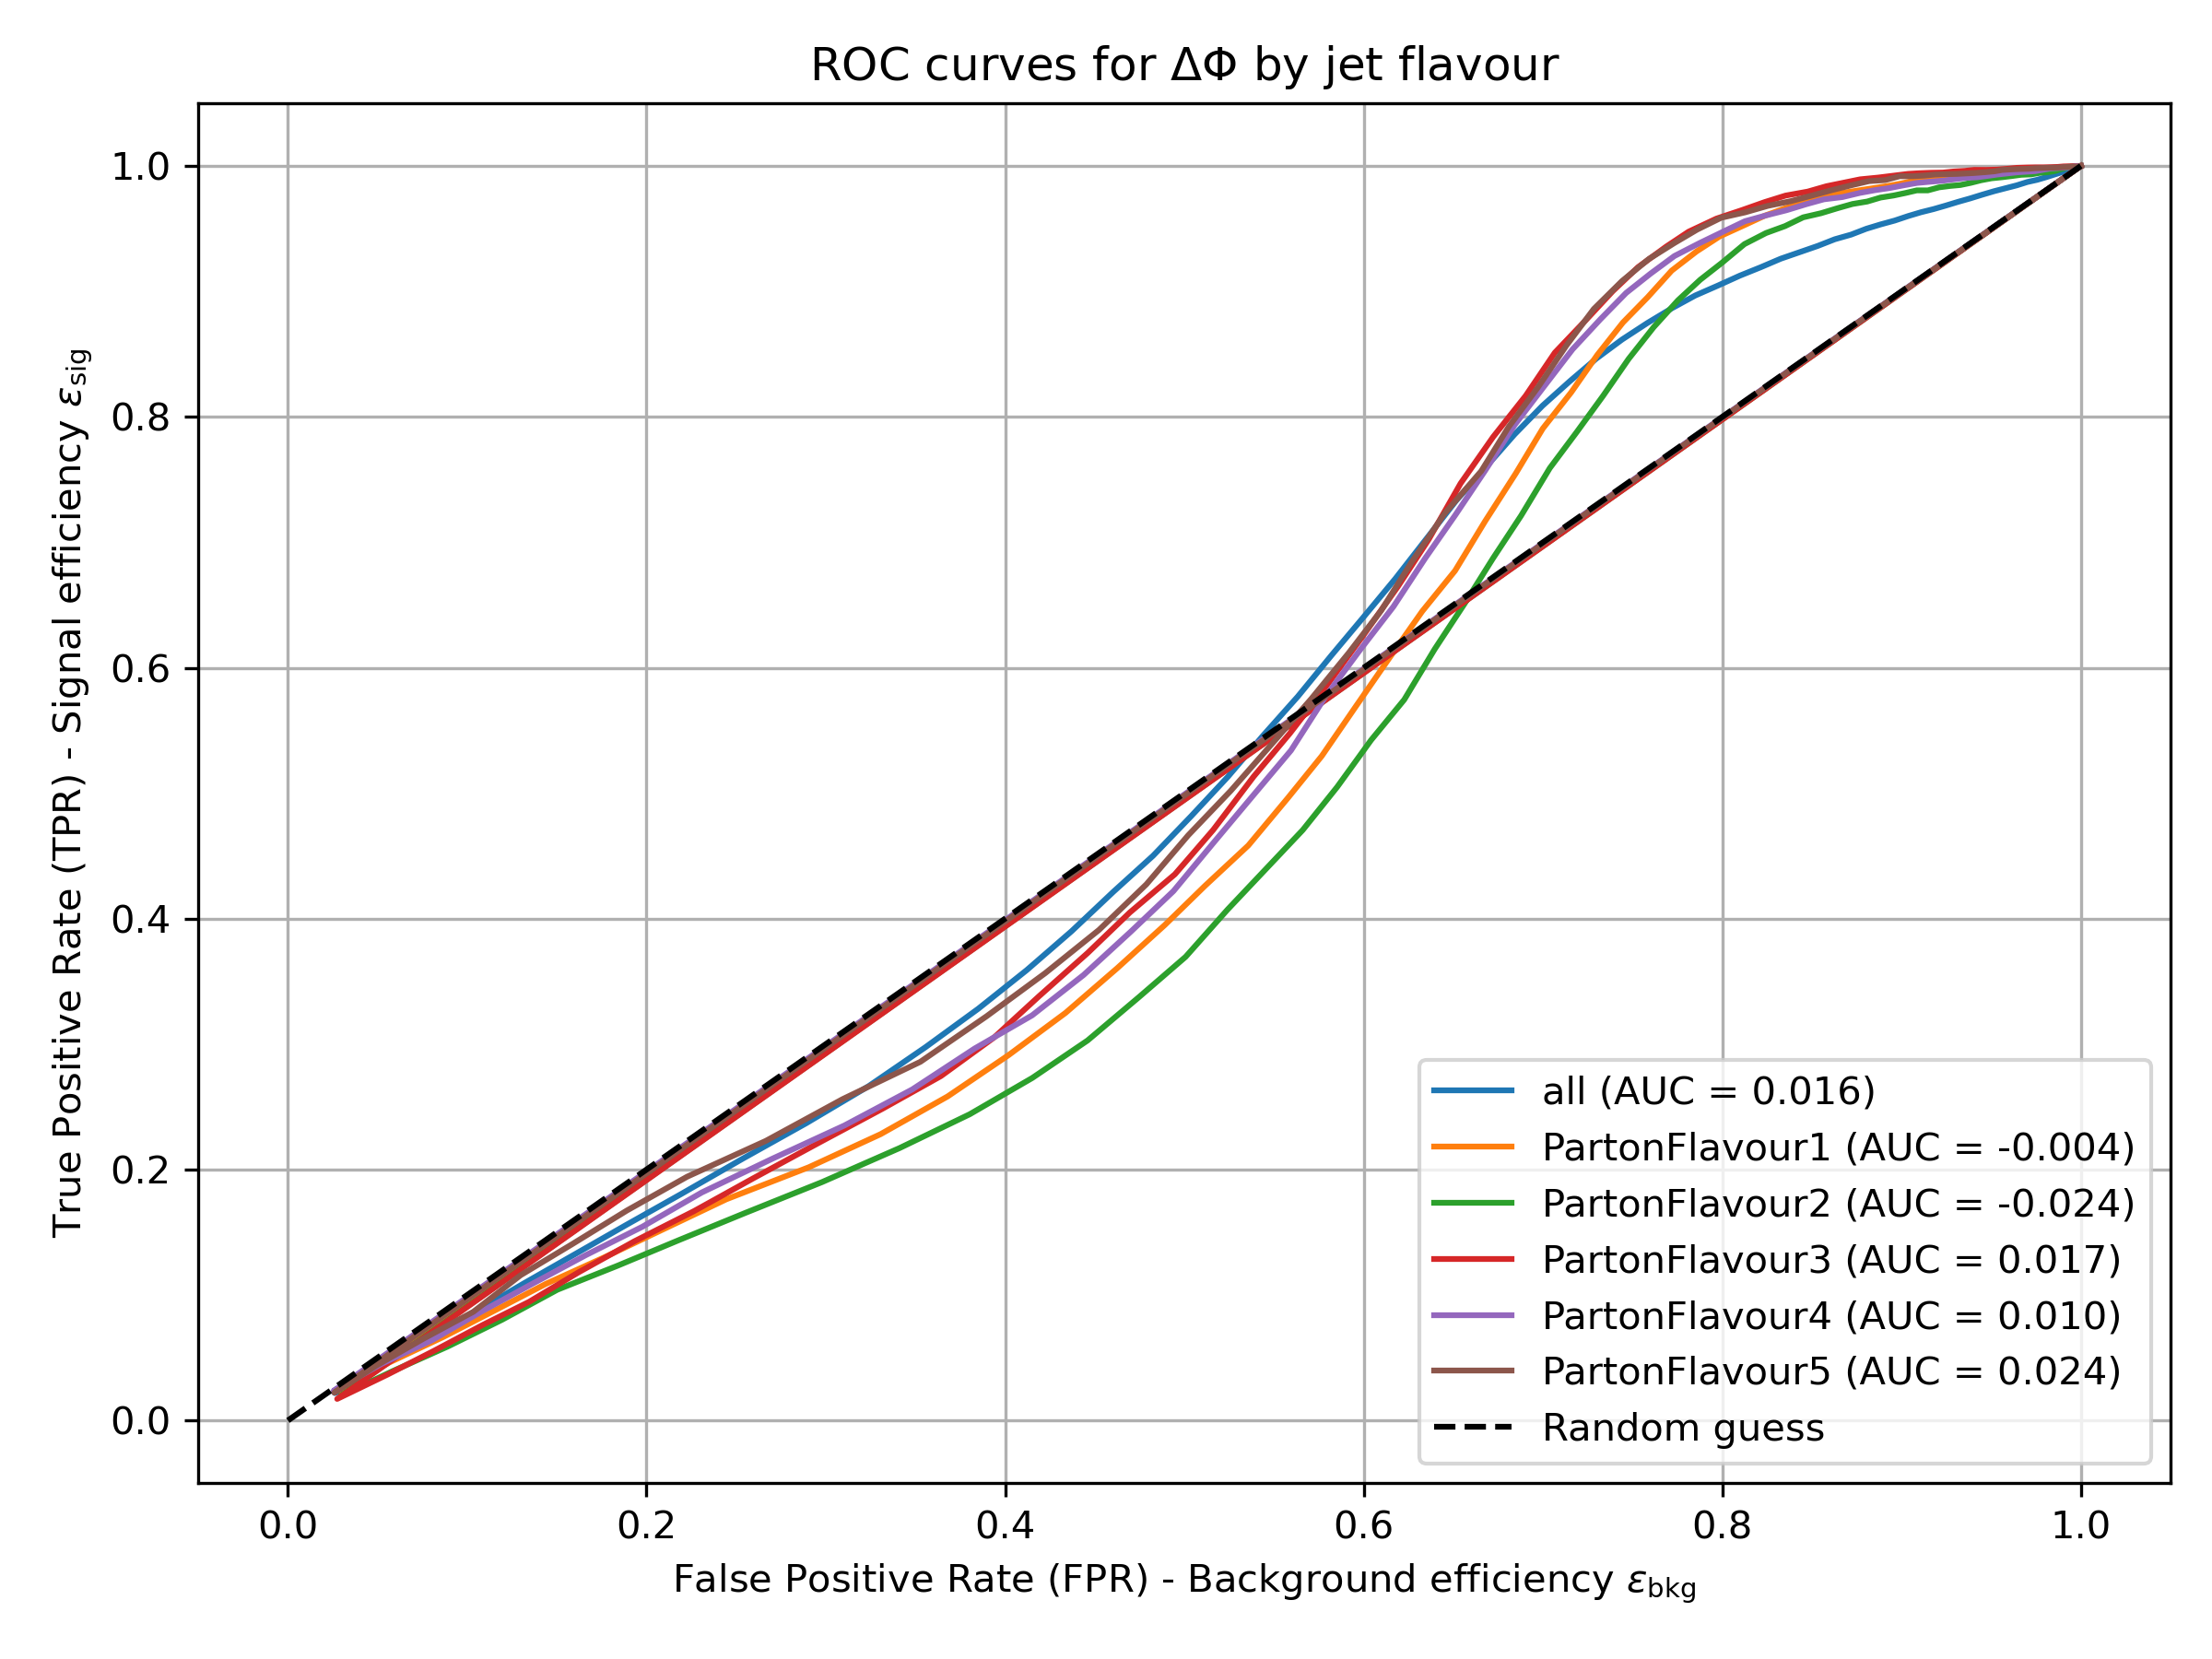 ROC curves for ΔΦ by jet flavour
True Positive Rate (TPR) - Signal efficiency εsig
1.0
0.8
0.6
0.4
0.2
0.0
all (AUC = 0.016)
PartonFlavour1 (AUC = -0.004)
PartonFlavour2 (AUC = -0.024)
PartonFlavour3 (AUC = 0.017)
PartonFlavour4 (AUC = 0.010)
PartonFlavour5 (AUC = 0.024)
Random guess
0.0 0.2 0.4 0.6 0.8 1.0
False Positive Rate (FPR) - Background efficiency εbkg